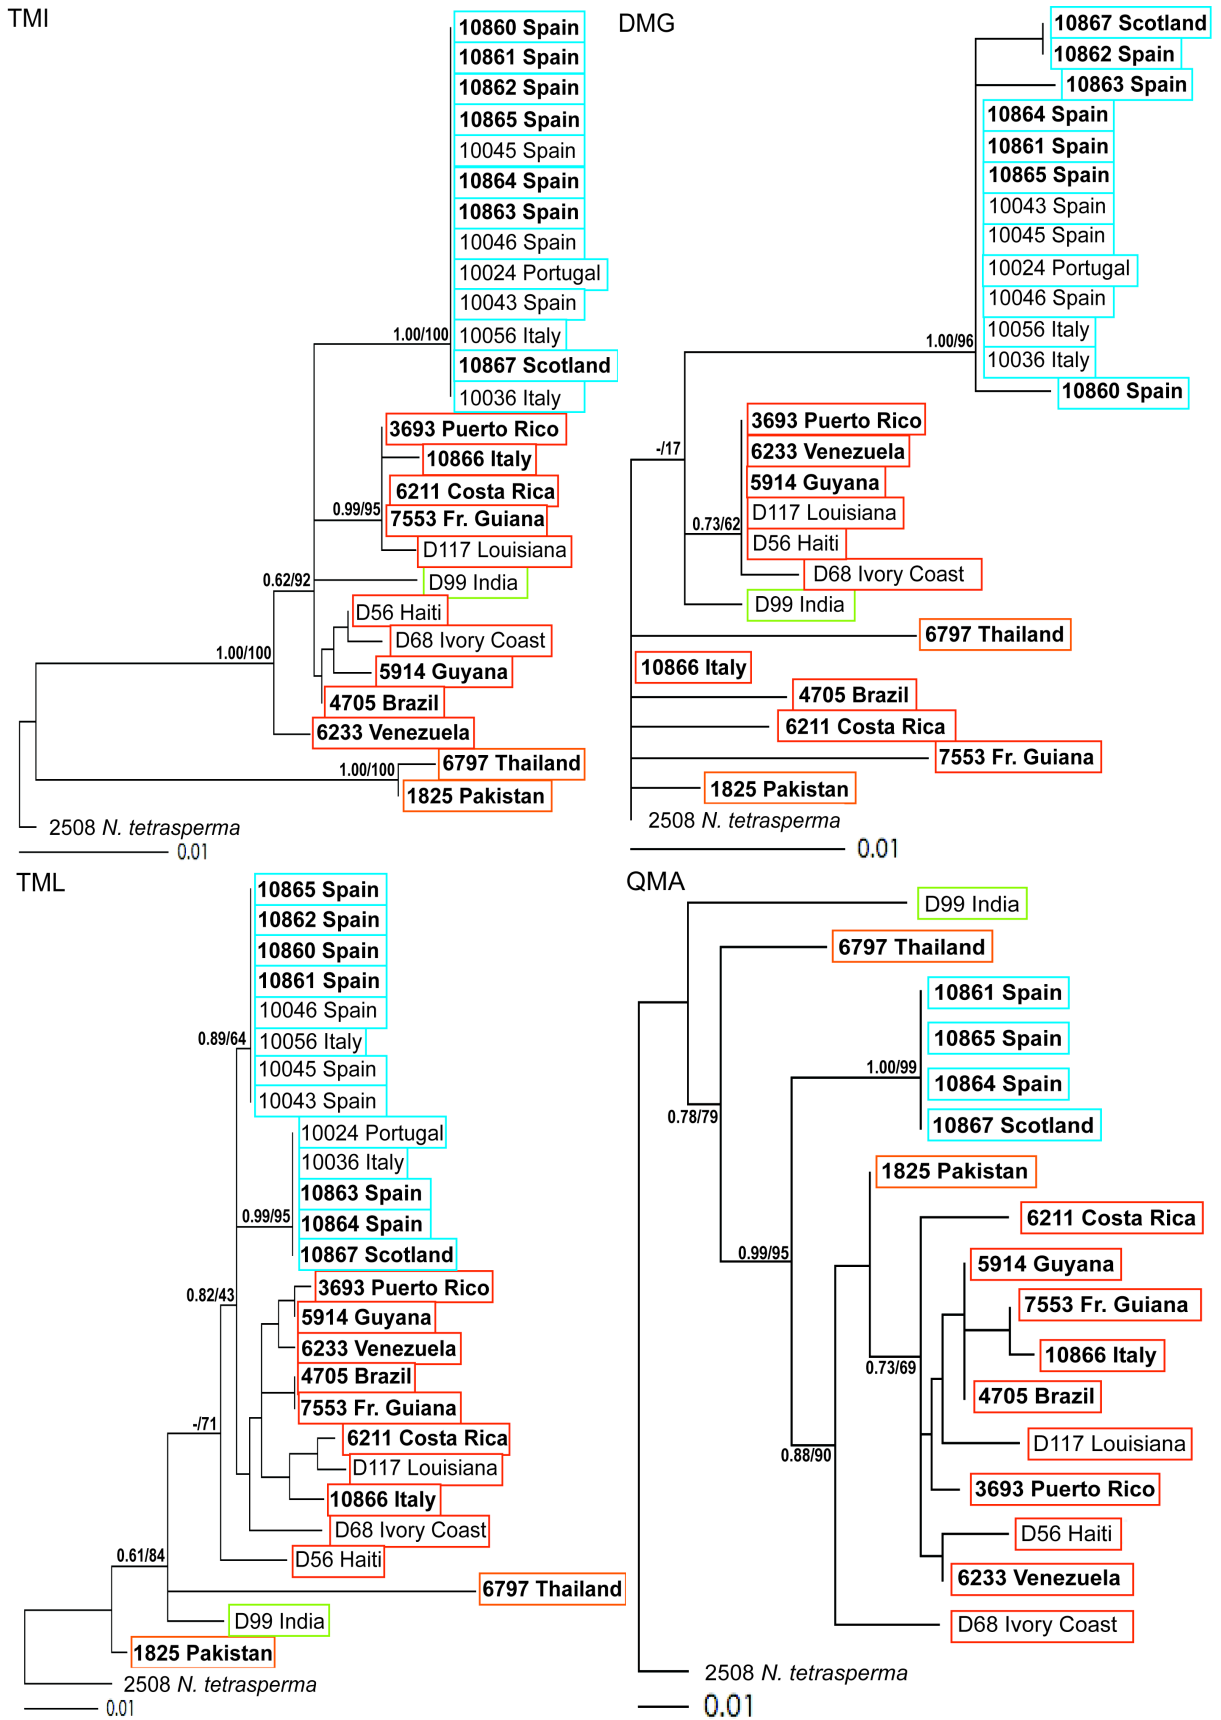 TMI
10860 Spain
10861 Spain
10862 Spain
10865 Spain
10045 Spain
10864 Spain
10863 Spain
10046 Spain
10024 Portugal
10043 Spain
1.00/100
10056 Italy
10867 Scotland
10036 Italy
3693 Puerto Rico
10866 Italy
6211 Costa Rica
0.99/95
7553 Fr. Guiana
D117 Louisiana
0.62/92
D99 India
D56 Haiti
D68 Ivory Coast
1.00/100
5914 Guyana
4705 Brazil
6233 Venezuela
6797 Thailand
1.00/100
1825 Pakistan
2508 N. tetrasperma
0.01
DMG
10867 Scotland
10862 Spain
10863 Spain
10864 Spain
10861 Spain
10865 Spain
10043 Spain
10045 Spain
10024 Portugal
10046 Spain
10056 Italy
1.00/96
10036 Italy
10860 Spain
3693 Puerto Rico
-/17
6233 Venezuela
5914 Guyana
D117 Louisiana
0.73/62
D56 Haiti
D68 Ivory Coast
D99 India
6797 Thailand
10866 Italy
4705 Brazil
6211 Costa Rica
7553 Fr. Guiana
1825 Pakistan
2508 N. tetrasperma
0.01
TML
10865 Spain
10862 Spain
10860 Spain
10861 Spain
10046 Spain
0.89/64
10056 Italy
10045 Spain
10043 Spain
10024 Portugal
10036 Italy
10863 Spain
0.99/95
10864 Spain
10867 Scotland
3693 Puerto Rico
0.82/43
5914 Guyana
6233 Venezuela
4705 Brazil
7553 Fr. Guiana
-/71
6211 Costa Rica
D117 Louisiana
10866 Italy
D68 Ivory Coast
0.61/84
D56 Haiti
6797 Thailand
D99 India
1825 Pakistan
2508 N. tetrasperma
0.01
QMA
D99 India
6797 Thailand
10861 Spain
10865 Spain
1.00/99
10864 Spain
0.78/79
10867 Scotland
1825 Pakistan
6211 Costa Rica
0.99/95
5914 Guyana
7553 Fr. Guiana
10866 Italy
0.73/69
4705 Brazil
D117 Louisiana
0.88/90
3693 Puerto Rico
D56 Haiti
6233 Venezuela
D68 Ivory Coast
2508 N. tetrasperma
0.01